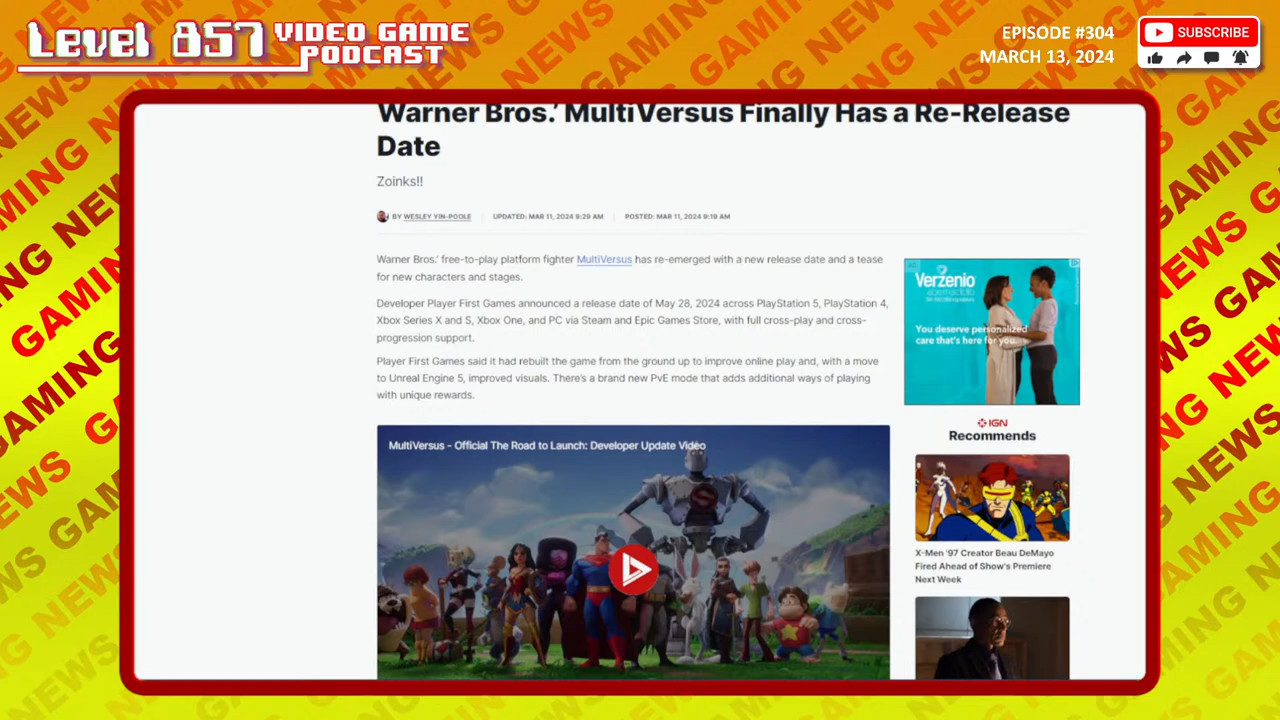 Level 857 VIDEO GAME PODCAST
EPISODE #304
MARCH 13, 2024
SUBSCRIBE
Warner Bros.’ MultiVersus Finally Has a Re-Release
Date
Zoinks!!
BY WESLEY YIN-POOLE UPDATED: MAR 11, 2024 9:29 AM POSTED: MAR 11, 2024 9:19 AM
Warner Bros.’ free-to-play platform fighter MultiVersus has re-emerged with a new release date and a tease
for new characters and stages.
Developer Player First Games announced a release date of May 28, 2024 across PlayStation 5, PlayStation 4,
Xbox Series X and S, Xbox One, and PC via Steam and Epic Games Store, with full cross-play and cross-
progression support.
Player First Games said it had rebuilt the game from the ground up to improve online play and, with a move
to Unreal Engine 5, improved visuals. There's a brand new PvE mode that adds additional ways of playing
with unique rewards.
MultiVersus - Official The Road to Launch: Developer Update Video
S
Verzenio
You deserve personalized
care that's here for you.
IGN
Recommends
X-Men '97 Creator Beau DeMayo
Fired Ahead of Show's Premiere
Next Week
GAMING NEWS GAMING NEWS GAMING NEWS